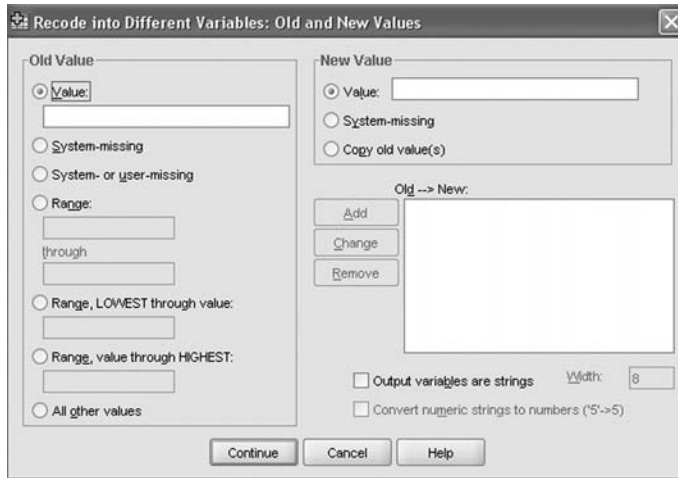 Recode into Different Variables: Old and New Values
Old Value
Value:
System-missing
System- or user-missing
Range:
through
Range, LOWEST through value:
Range, value through HIGHEST:
All other values
New Value
Value:
System-missing
Copy old value(s)
Old --> New:
Add
Change
Remove
Output variables are strings
Width:
8
Convert numeric strings to numbers ('5'->5)
Continue
Cancel
Help